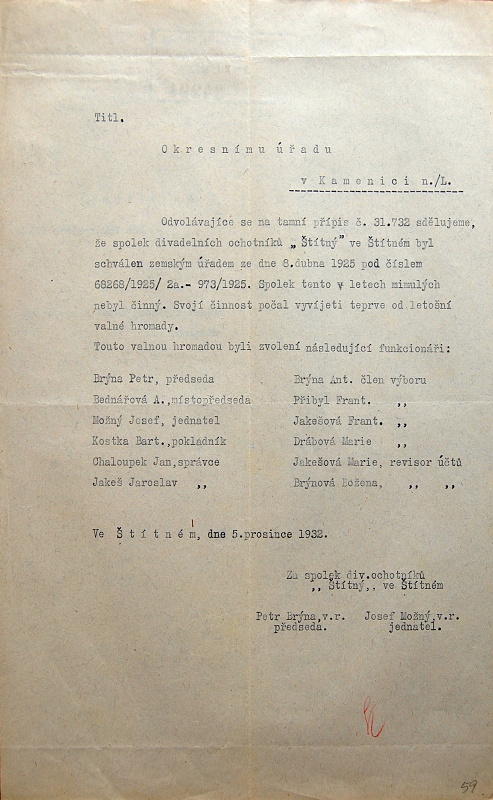 Titl.
Okresnímu úřadu
v Kamenici n./L.
Odvolávajíce se na tamní přípis č. 31.732 sdělujeme,
že spolek divadelních ochotníků „Štítný” ve Štítném byl
schválen zemským úřadem ze dne 8.dubna 1925 pod číslem
68268/1925/ 2a.- 973/1925. Spolek tento v letech mimulých
nebyl činný. Svojí činnost počal vyvíjeti teprve od letošní
valné hromady.
Touto valnou hromadou byli zvolení následující funkcionáři:
Brýna Petr, předseda
Bednářová A.,místopředseda
Možný Josef, jednatel
Kostka Bart.,pokladník
Chaloupek Jan,správce
Jakeš Jaroslav ,,
Brýna Ant. člen výboru
Přibyl Frant. ,,
Jakešová Frant. ,,
Drábová Marie ,,
Jakešová Marie, revisor účtů
Brýnová Božena, ,, ,,
Ve Štítném, dne 5.prosince 1932.
Za spolek div.ochotníků
,, Štítný,, ve Štítném
Petr Brýna,v.r. Josef Možný,v.r.
předseda. jednatel.
59